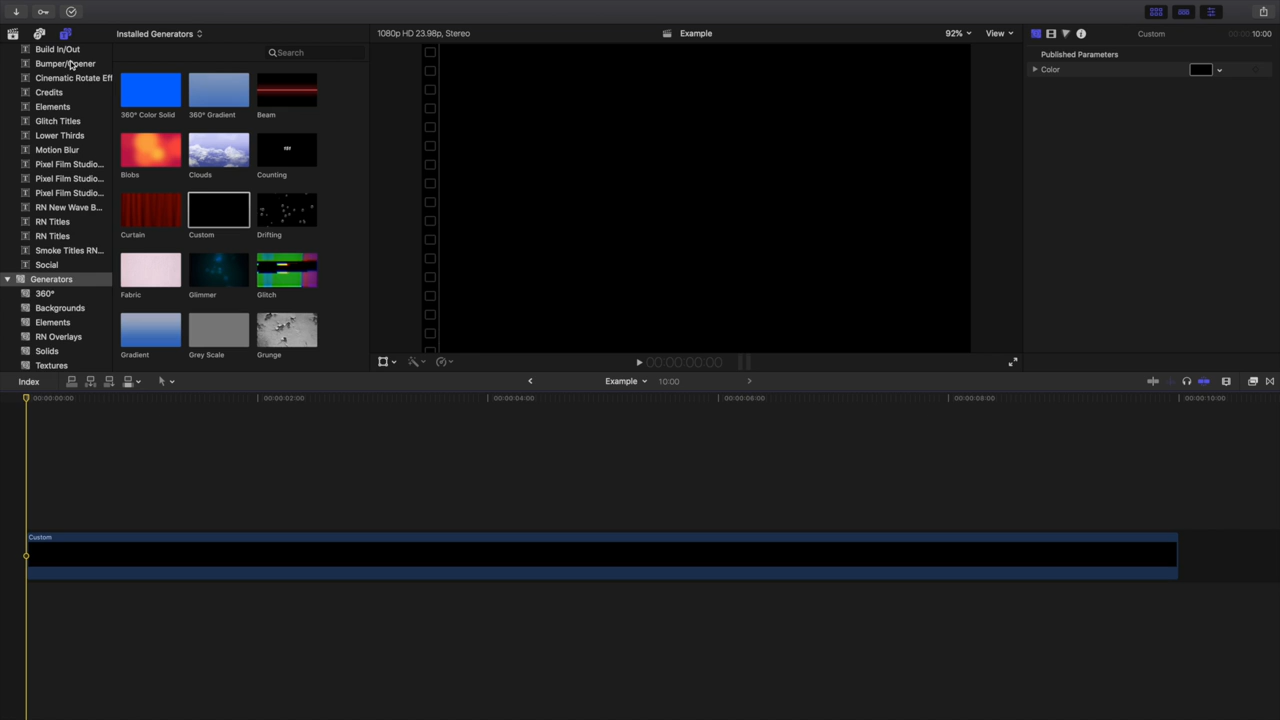 Installed Generators
1080p HD 23.98p, Stereo
Example
92%
View
Custom
10:00
Build In/Out
Bumper/Opener
Cinematic Rotate Eff
Credits
Elements
Glitch Titles
Lower Thirds
Motion Blur
Pixel Film Studio...
Pixel Film Studio...
Pixel Film Studio...
RN New Wave B...
RN Titles
RN Titles
Smoke Titles RN...
Social
Generators
360°
Backgrounds
Elements
RN Overlays
Solids
Textures
Search
360° Color Solid
360° Gradient
Beam
Blobs
Clouds
Counting
Curtain
Custom
Drifting
Fabric
Glimmer
Glitch
Gradient
Grey Scale
Grunge
Published Parameters
Color
00:00:00:00
Index
Example
10:00
00:00:00:00
00:00:02:00
00:00:04:00
00:00:06:00
00:00:08:00
00:00:10:00
Custom